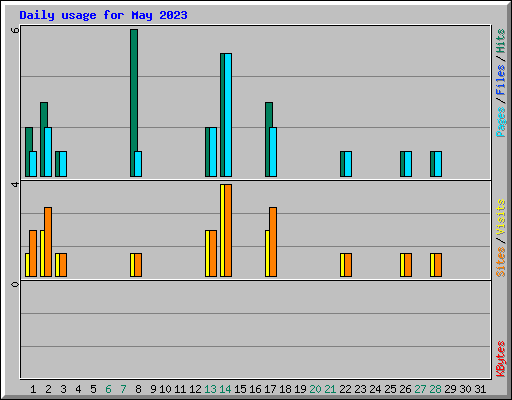 Daily usage for May 2023
6
4
0
Pages/Files/Hits
Sites/Visits
KBytes
1 2 3 4 5 6 7 8 9 10 11 12 13 14 15 16 17 18 19 20 21 22 23 24 25 26 27 28 29 30 31